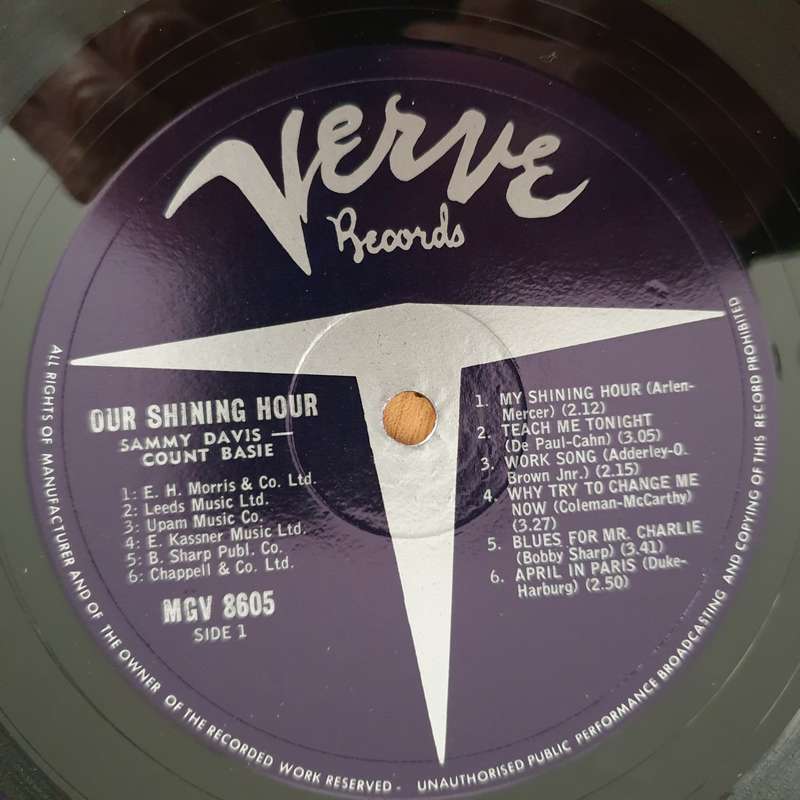 Verve
Records
OUR SHINING HOUR
SAMMY DAVIS —
COUNT BASIE
1: E. H. Morris & Co. Ltd.
2: Leeds Music Ltd.
3: Upam Music Co.
4: E. Kassner Music Ltd.
5: B. Sharp Publ. Co.
6: Chappell & Co. Ltd.
MGV 8605
SIDE 1
1. MY SHINING HOUR (Arlen-
Mercer) (2.12)
2. TEACH ME TONIGHT
(De Paul-Cahn) (3.05)
3. WORK SONG (Adderley-O.
Brown Jnr.) (2.15)
4. WHY TRY TO CHANGE ME
NOW (Coleman-McCarthy)
(3.27)
5. BLUES FOR MR. CHARLIE
(Bobby Sharp) (3.41)
6. APRIL IN PARIS (Duke-
Harburg) (2.50)
ALL RIGHTS OF MANUFACTURER AND OF THE OWNER OF THE RECORDED WORK RESERVED - UNAUTHORISED PUBLIC PERFORMANCE BROADCASTING AND COPYING OF THIS RECORD PROHIBITED